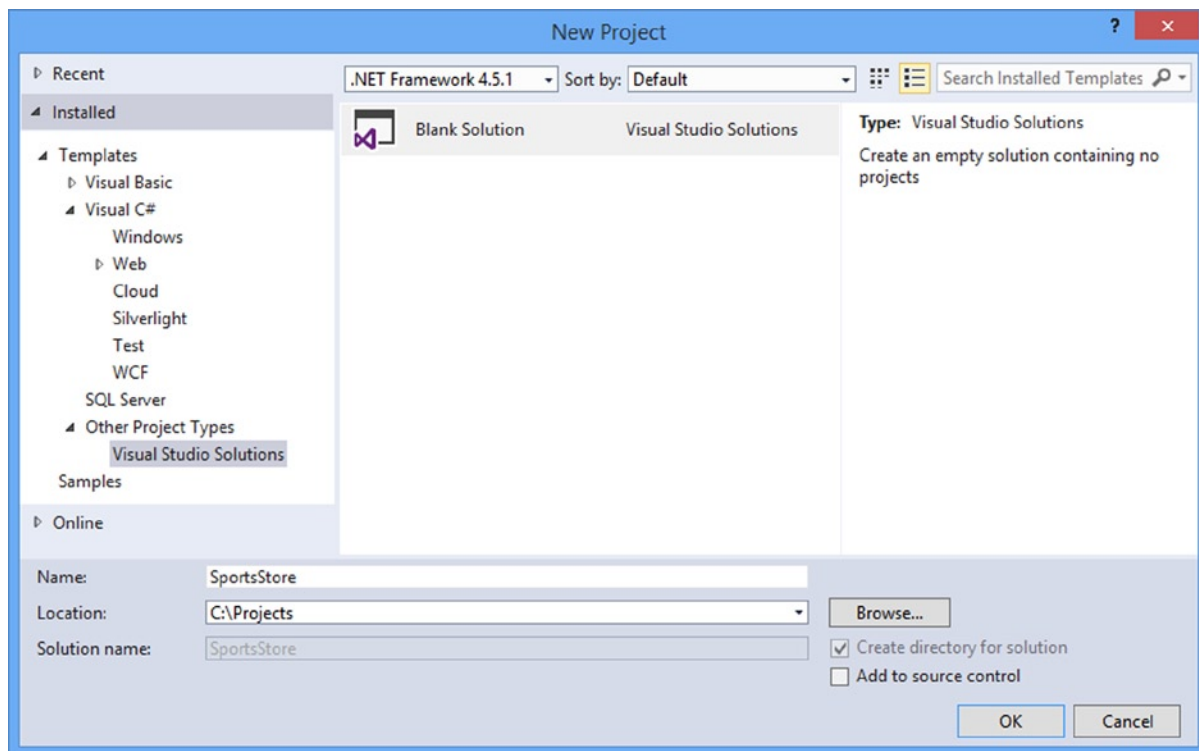 New Project
?
Recent
.NET Framework 4.5.1
Sort by: Default
Search Installed Templates
Installed
Templates
Visual Basic
Visual C#
Windows
Web
Cloud
Silverlight
Test
WCF
SQL Server
Other Project Types
Visual Studio Solutions
Samples
Online
Blank Solution Visual Studio Solutions
Type: Visual Studio Solutions
Create an empty solution containing no
projects
Name: SportsStore
Location: C:\Projects
Browse...
Solution name: SportsStore
Create directory for solution
Add to source control
OK Cancel